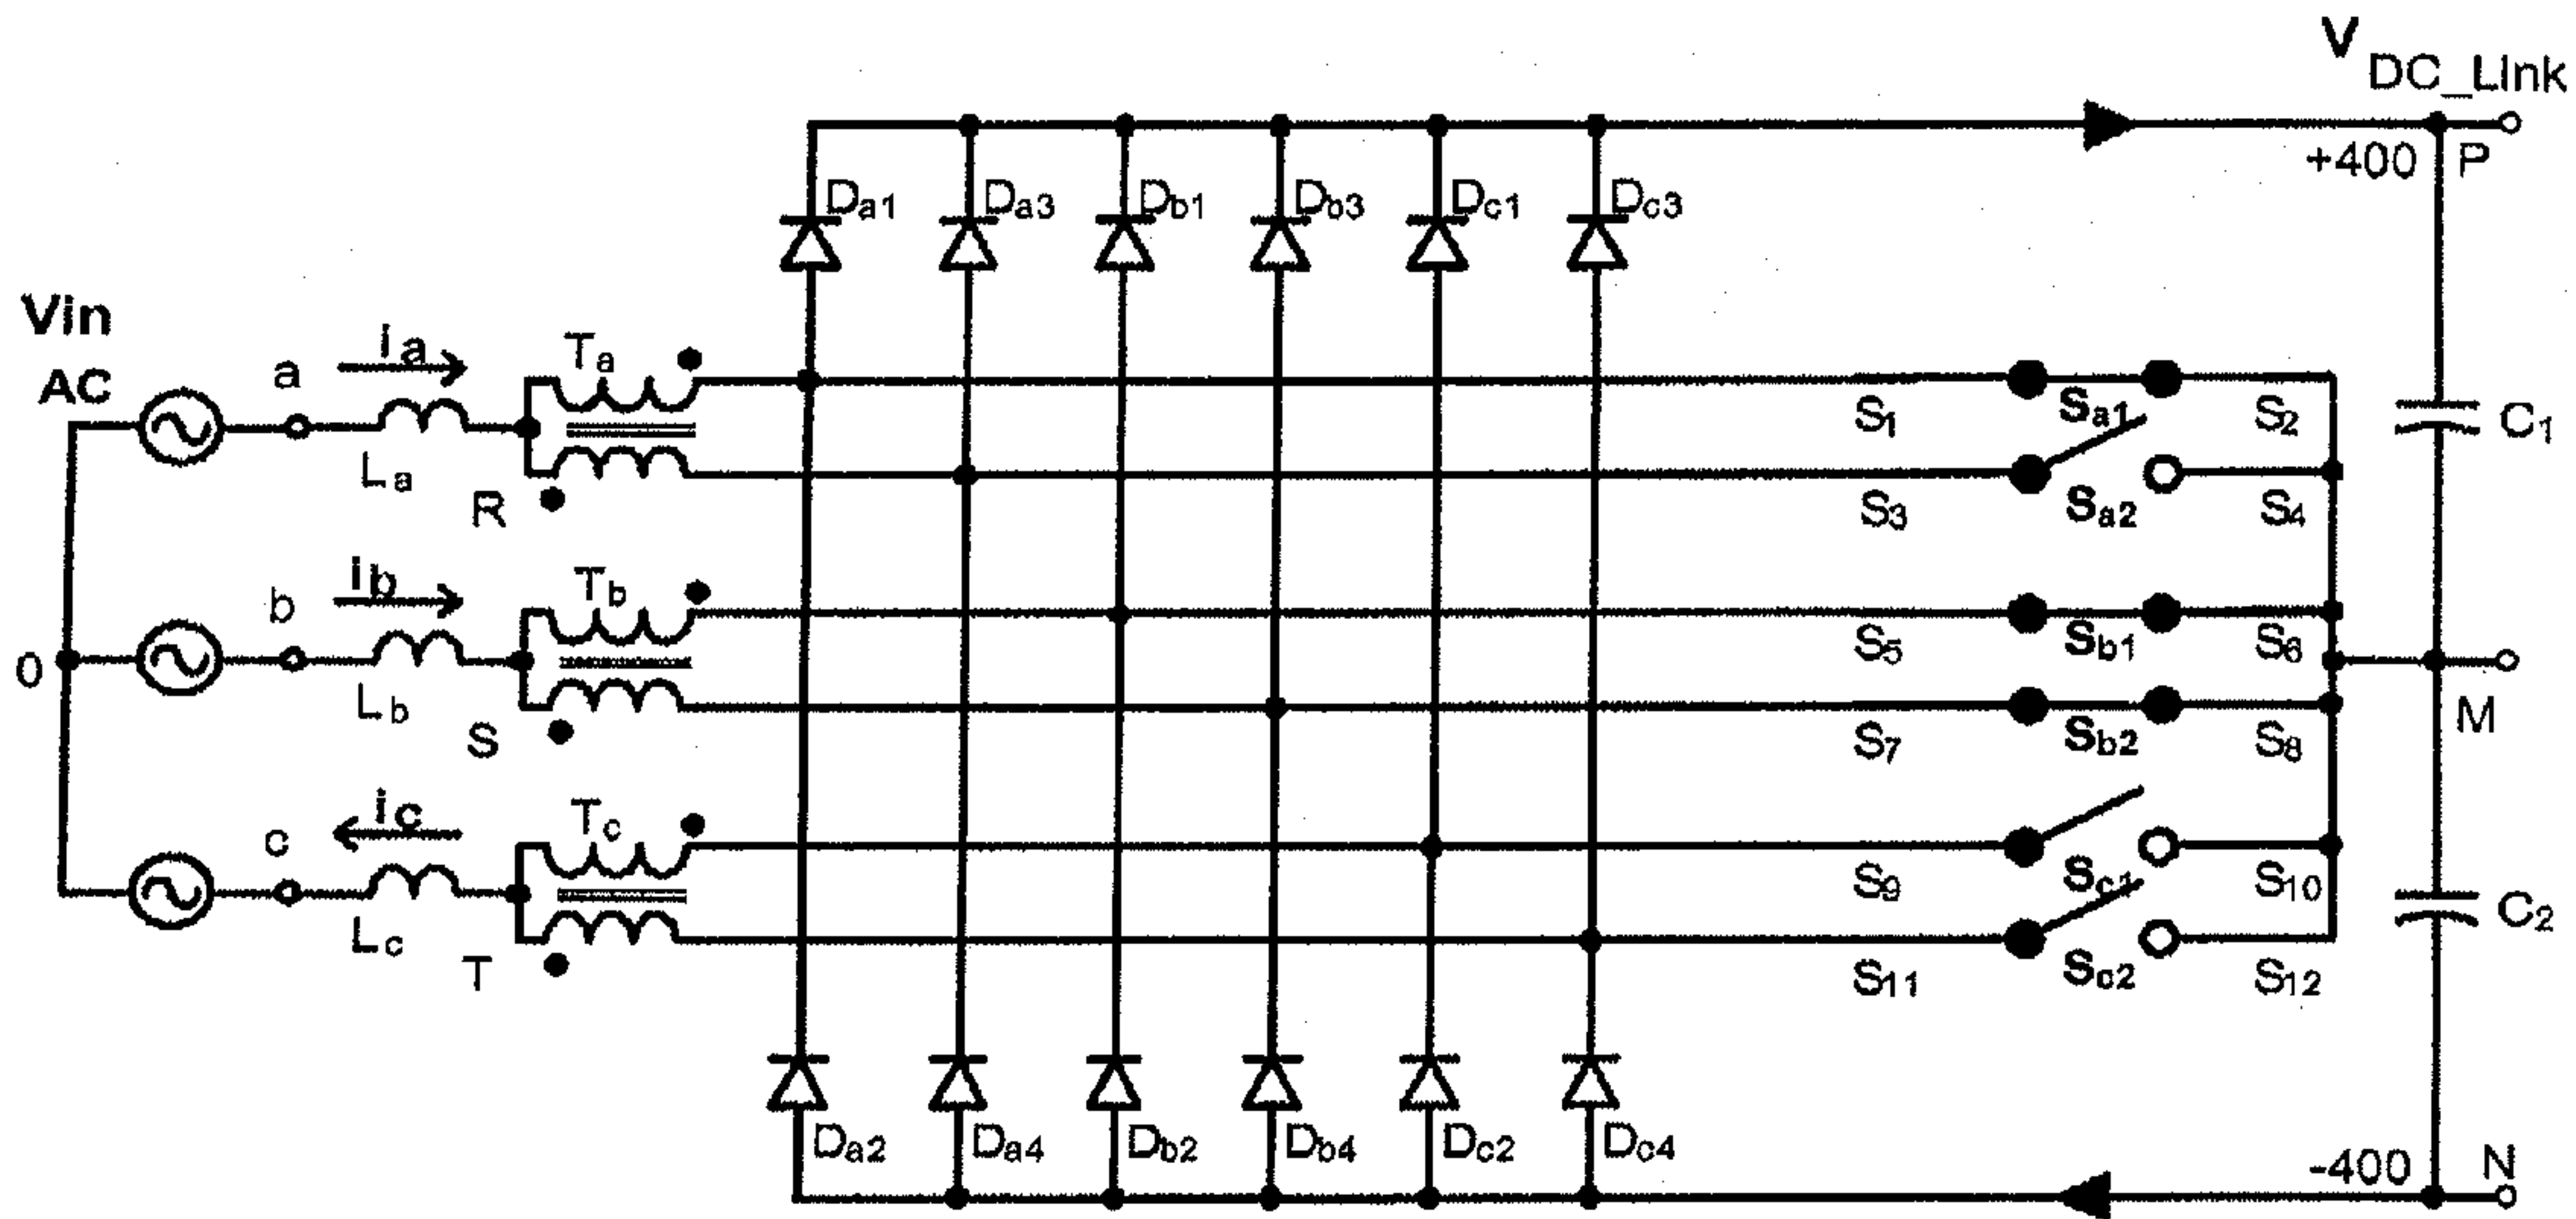 V DC_Link
+400 P
Da1 Da3 Db1 Db3 Dc1 Dc3
Vin
AC
a ia Ta
La R
S1 Sa1 S2 C1
S3 Sa2 S4
0 b ib Tb
Lb S
S5 Sb1 S6
S7 Sb2 S8 M
c ic Tc
Lc T
S9 Sc1 S10 C2
S11 Sc2 S12
Da2 Da4 Db2 Db4 Dc2 Dc4
-400 N